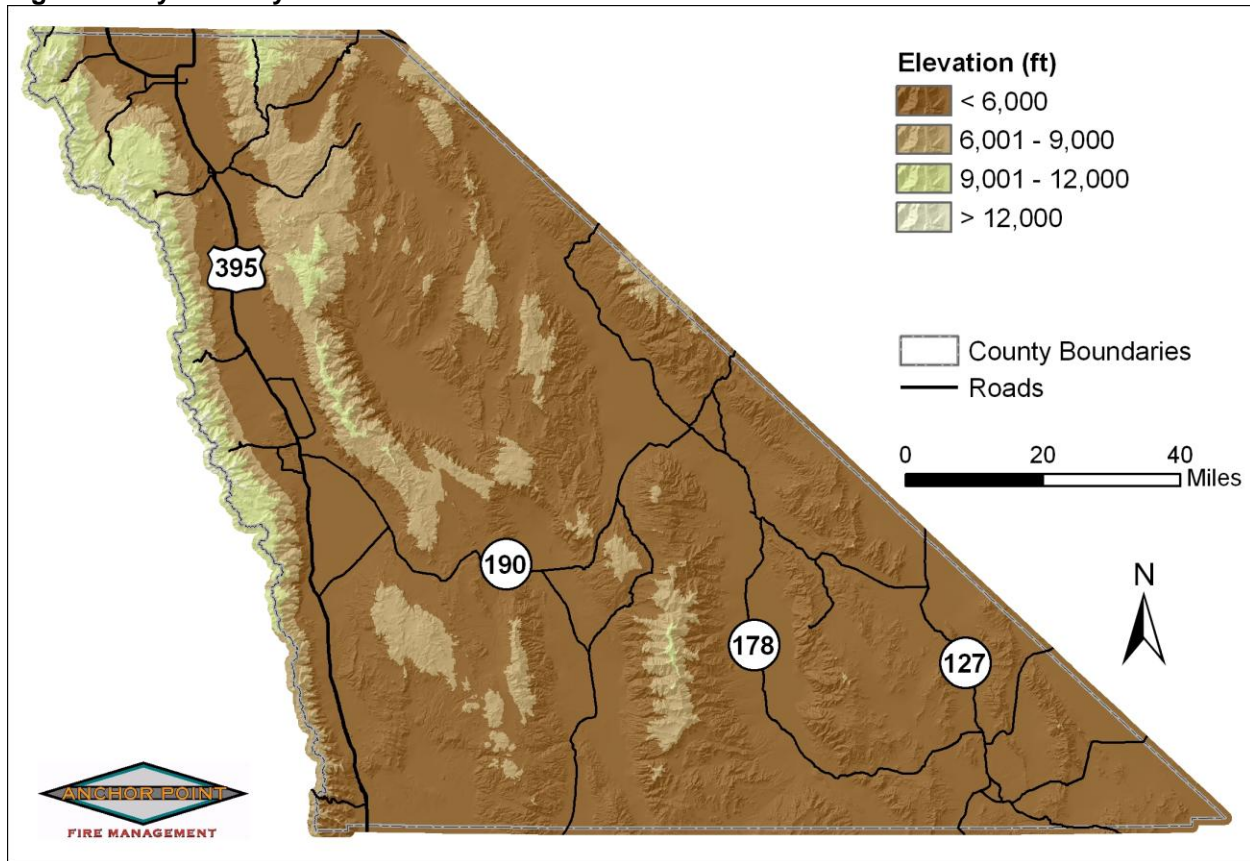 Elevation (ft)
< 6,000
6,001 - 9,000
9,001 - 12,000
> 12,000
395
County Boundaries
Roads
0 20 40
Miles
190
N
178
127
ANCHOR POINT
FIRE MANAGEMENT